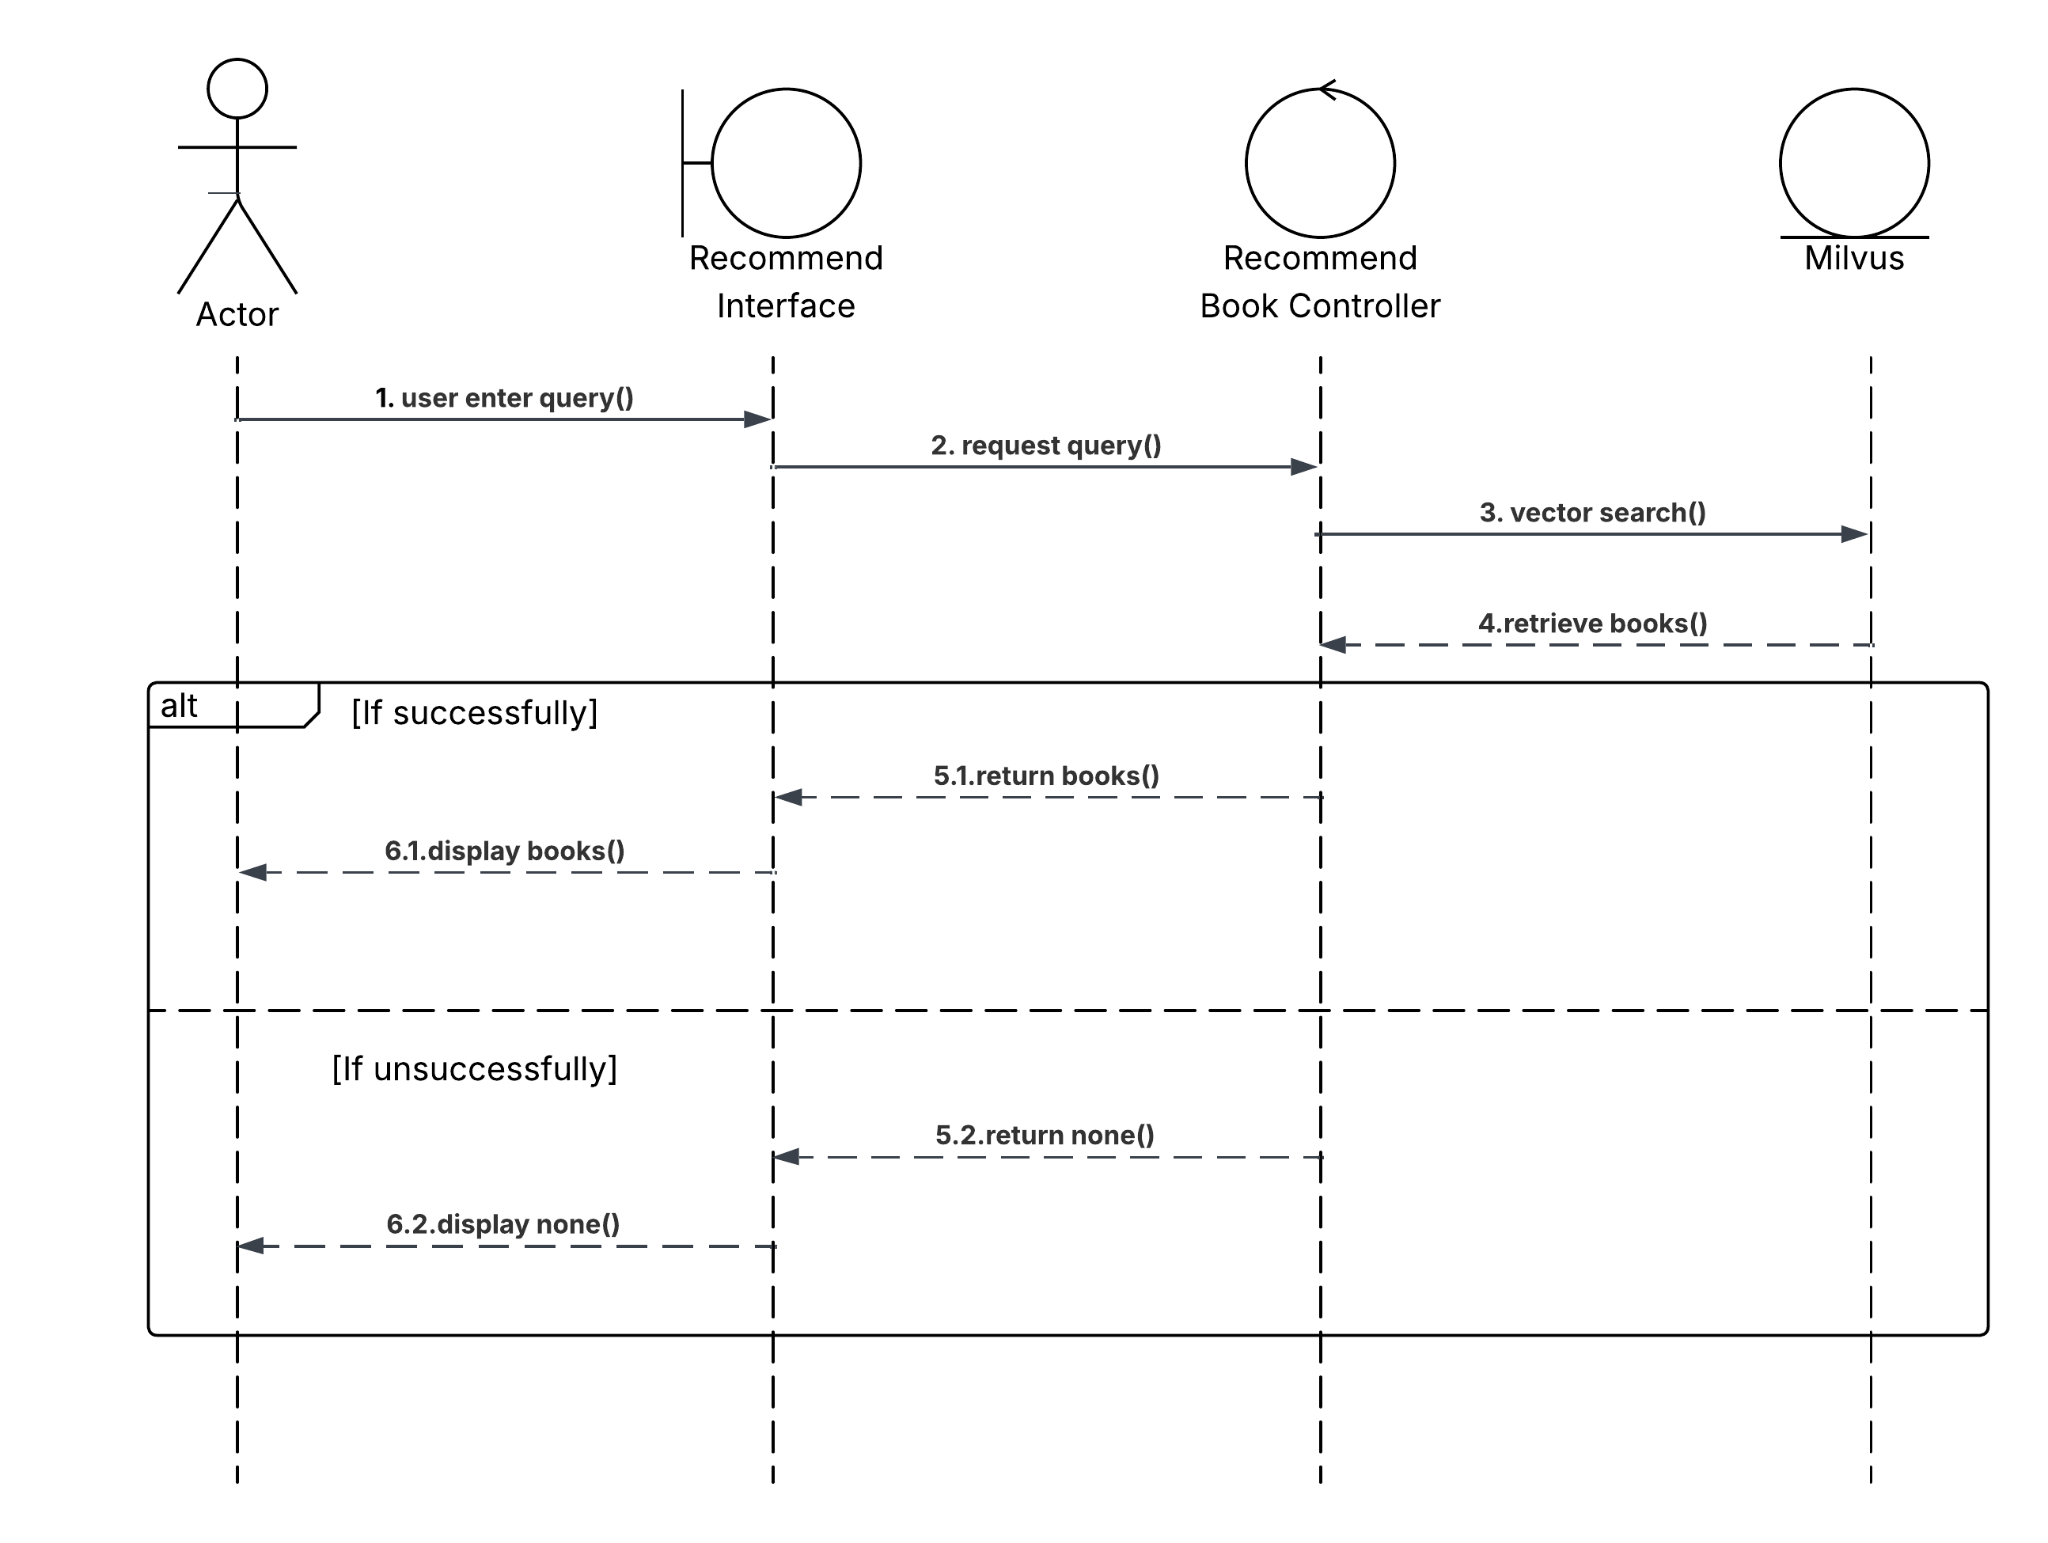 Actor
Recommend
Interface
Recommend
Book Controller
Milvus
1. user enter query()
2. request query()
3. vector search()
4.retrieve books()
alt
[If successfully]
5.1.return books()
6.1.display books()
[If unsuccessfully]
5.2.return none()
6.2.display none()